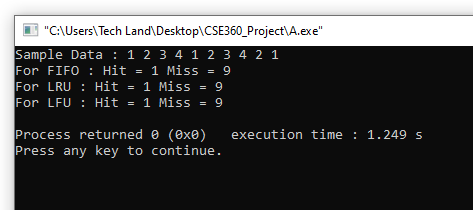 "C:\Users\Tech Land\Desktop\CSE360_Project\A.exe"
Sample Data : 1 2 3 4 1 2 3 4 2 1
For FIFO : Hit = 1 Miss = 9
For LRU : Hit = 1 Miss = 9
For LFU : Hit = 1 Miss = 9
Process returned 0 (0x0)   execution time : 1.249 s
Press any key to continue.